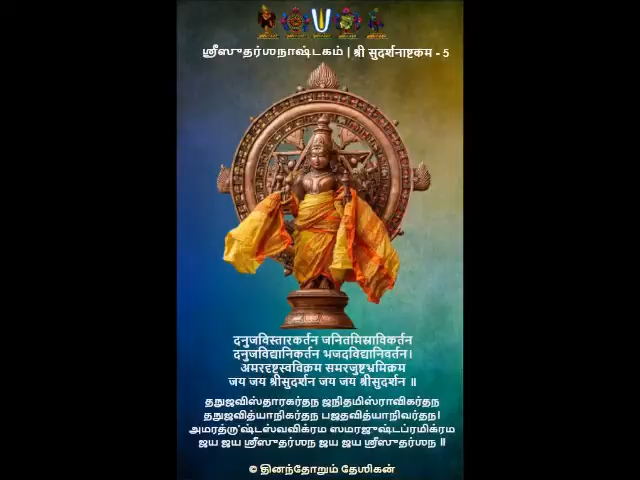 ஸ்ரீஸுதர்ஶநாஷ்டகம் | श्री सुदर्शनाष्टकम - 5
दनुजविस्तारकर्तन जनितमिस्राविकर्तन
दनुजविद्यानिकर्तन भजदविद्यानिवर्तन।
अमरदृष्टस्वविक्रम समरजुष्टभ्रमिक्रम
जय जय श्रीसुदर्शन जय जय श्रीसुदर्शन ॥
தநுஜவிஸ்தாரகர்தந ஜநிதமிஸ்ராவிகர்தந
தநுஜவித்யாநிகர்தந பஜதவித்யாநிவர்தந।
அமரத்ருʼஷ்டஸ்வவிக்ரம ஸமரஜுஷ்டப்ரமிக்ரம
ஜய ஜய ஸ்ரீஸுதர்ஶந ஜய ஜய ஸ்ரீஸுதர்ஶந ॥
© தினந்தோறும் தேஶிகன்